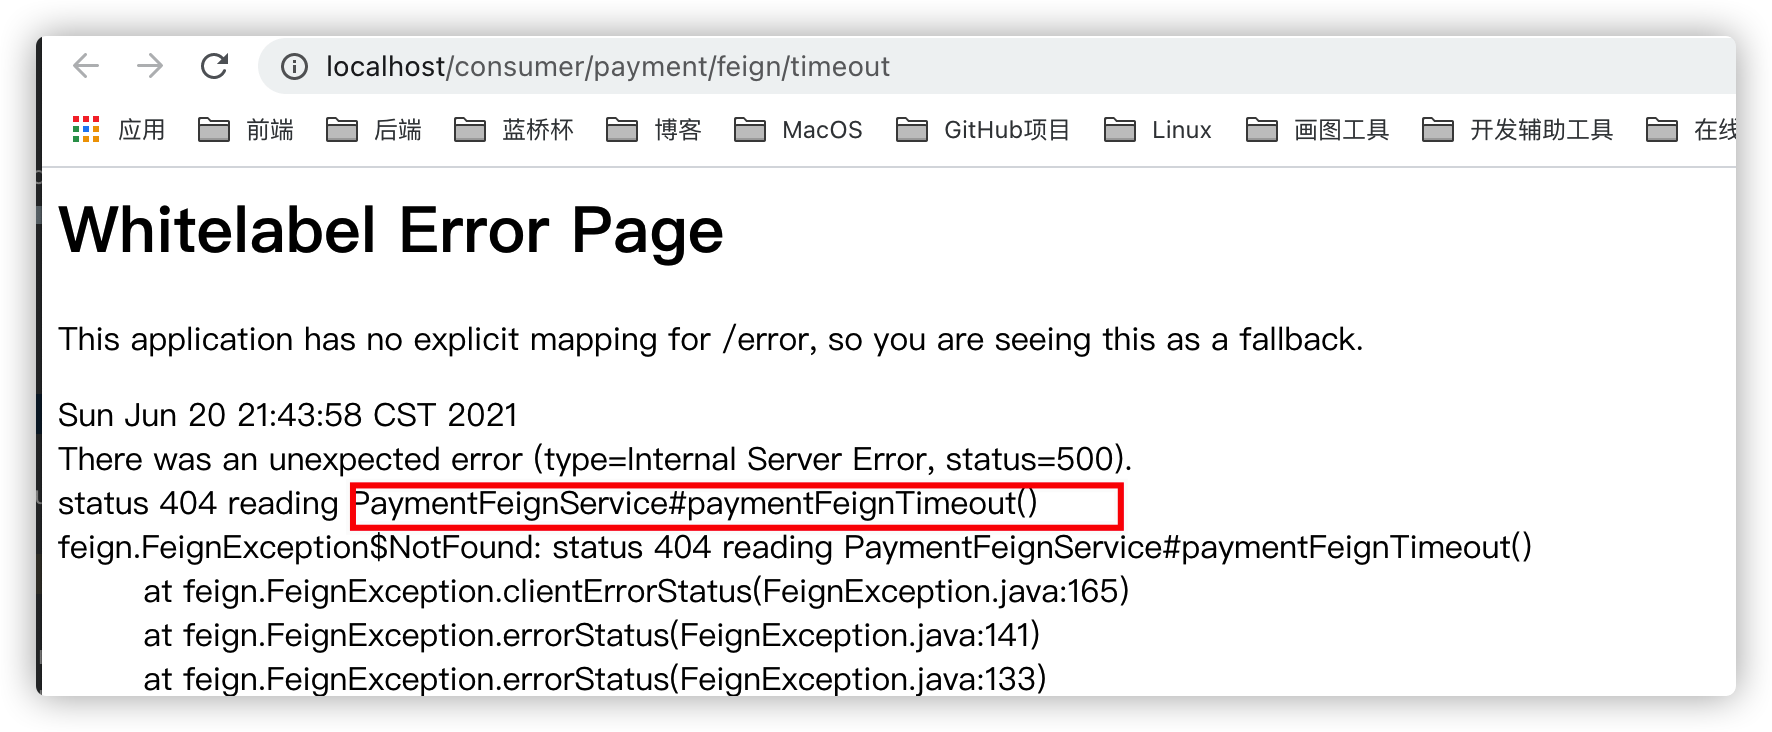 localhost/consumer/payment/feign/timeout
应用 前端 后端 蓝桥杯 博客 MacOS GitHub项目 Linux 画图工具 开发辅助工具 在线
Whitelabel Error Page
This application has no explicit mapping for /error, so you are seeing this as a fallback.
Sun Jun 20 21:43:58 CST 2021
There was an unexpected error (type=Internal Server Error, status=500).
status 404 reading PaymentFeignService#paymentFeignTimeout()
feign.FeignException$NotFound: status 404 reading PaymentFeignService#paymentFeignTimeout()
at feign.FeignException.clientErrorStatus(FeignException.java:165)
at feign.FeignException.errorStatus(FeignException.java:141)
at feign.FeignException.errorStatus(FeignException.java:133)